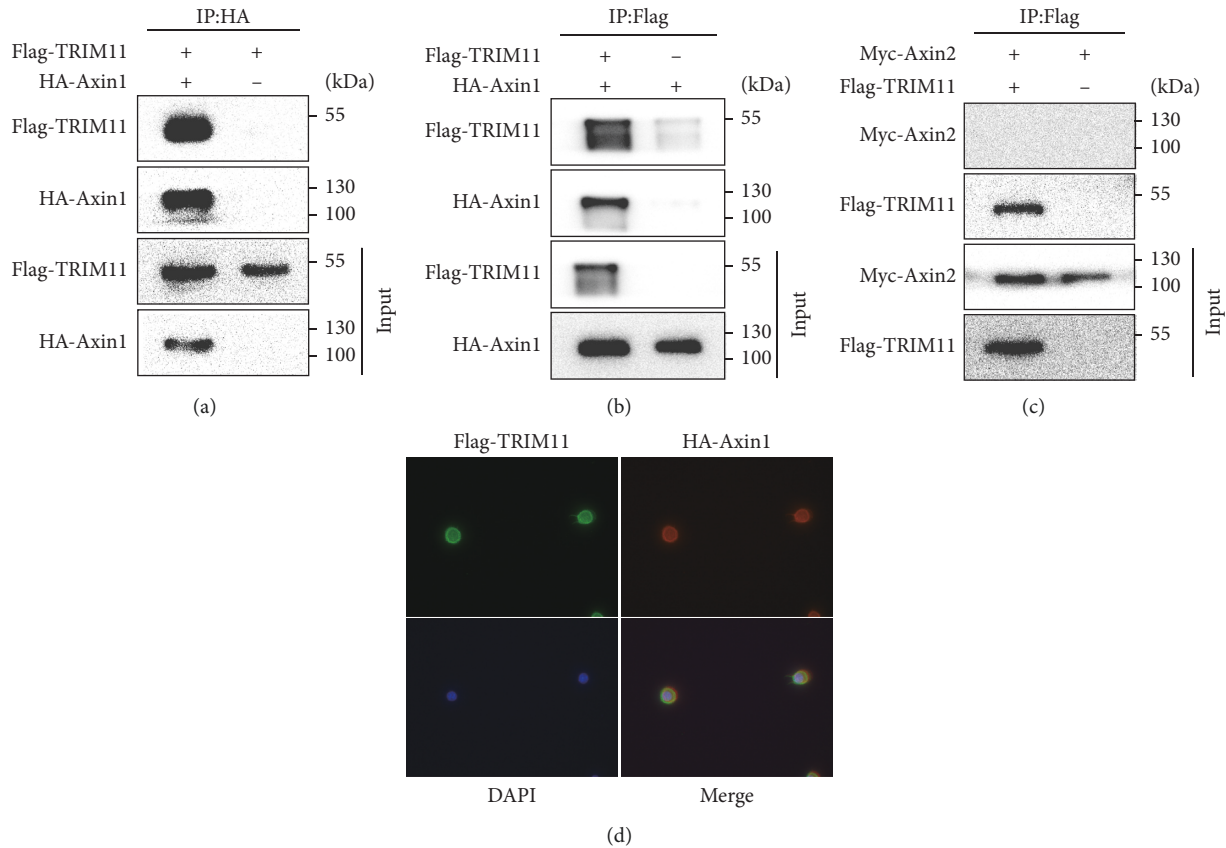 IP:HA
Flag-TRIM11 + +
HA-Axin1 + – (kDa)
Flag-TRIM11 55
HA-Axin1 130
100
Flag-TRIM11 55
HA-Axin1 130
100
Input
(a)
IP:Flag
Flag-TRIM11 + –
HA-Axin1 + + (kDa)
Flag-TRIM11 55
HA-Axin1 130
100
Flag-TRIM11 55
HA-Axin1 130
100
Input
(b)
IP:Flag
Myc-Axin2 + +
Flag-TRIM11 + – (kDa)
Myc-Axin2 130
100
Flag-TRIM11 55
Myc-Axin2 130
100
Flag-TRIM11 55
Input
(c)
Flag-TRIM11 HA-Axin1
DAPI Merge
(d)